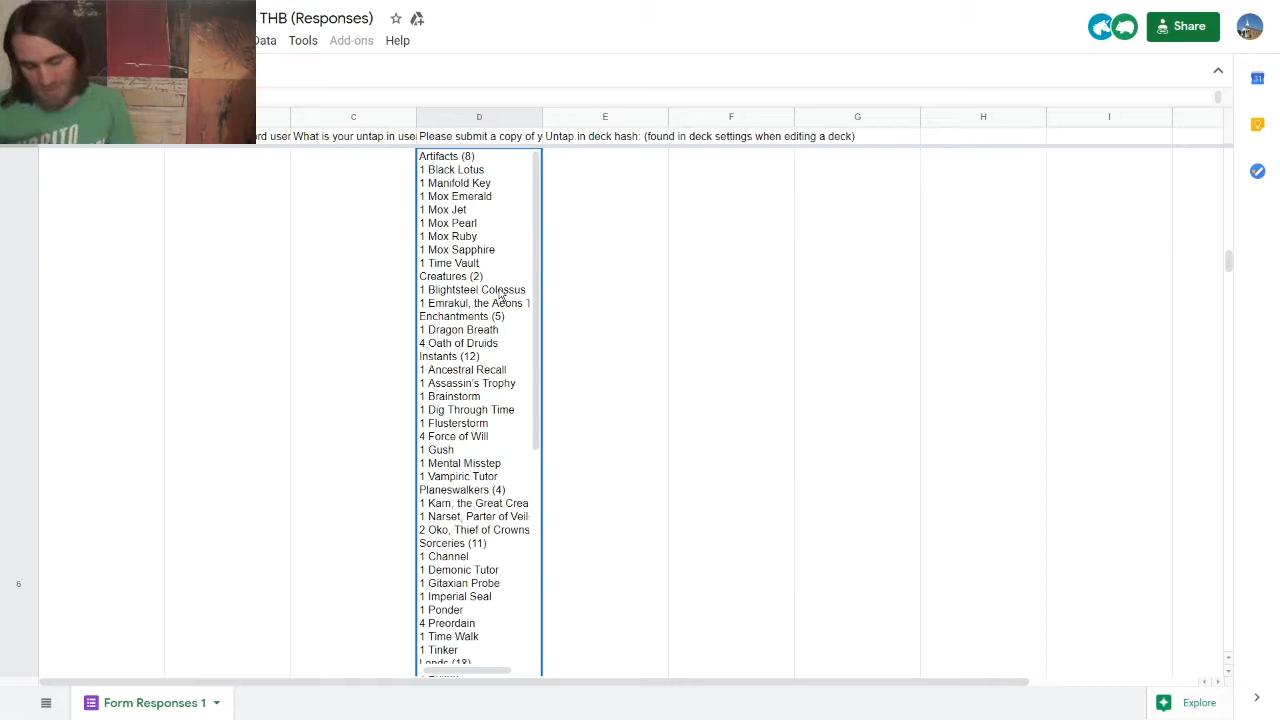 THB (Responses)
Data Tools Add-ons Help
Share
31
C D E F G H I
ord user What is your untap.in use Please submit a copy of y Untap.in deck hash: (found in deck settings when editing a deck)
Artifacts (8)
1 Black Lotus
1 Manifold Key
1 Mox Emerald
1 Mox Jet
1 Mox Pearl
1 Mox Ruby
1 Mox Sapphire
1 Time Vault
Creatures (2)
1 Blightsteel Colossus
1 Emrakul, the Aeons T
Enchantments (5)
1 Dragon Breath
4 Oath of Druids
Instants (12)
1 Ancestral Recall
1 Assassin's Trophy
1 Brainstorm
1 Dig Through Time
1 Flusterstorm
4 Force of Will
1 Gush
1 Mental Misstep
1 Vampiric Tutor
Planeswalkers (4)
1 Karn, the Great Crea
1 Narset, Parter of Veil
2 Oko, Thief of Crowns
Sorceries (11)
1 Channel
1 Demonic Tutor
6
1 Gitaxian Probe
1 Imperial Seal
1 Ponder
4 Preordain
1 Time Walk
1 Tinker
Lands (18)
Form Responses 1
Explore